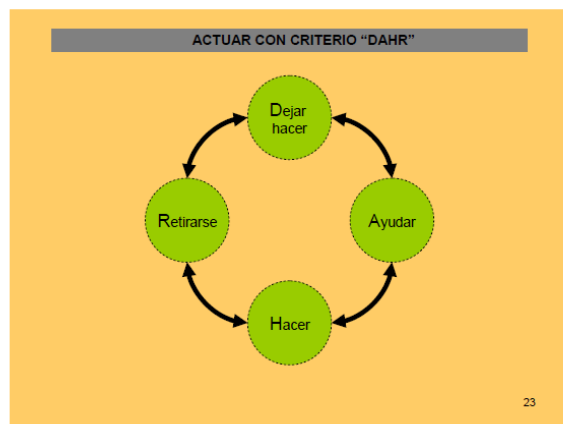 ACTUAR CON CRITERIO “DAHR”
Dejar
hacer
Retirarse
Ayudar
Hacer
23